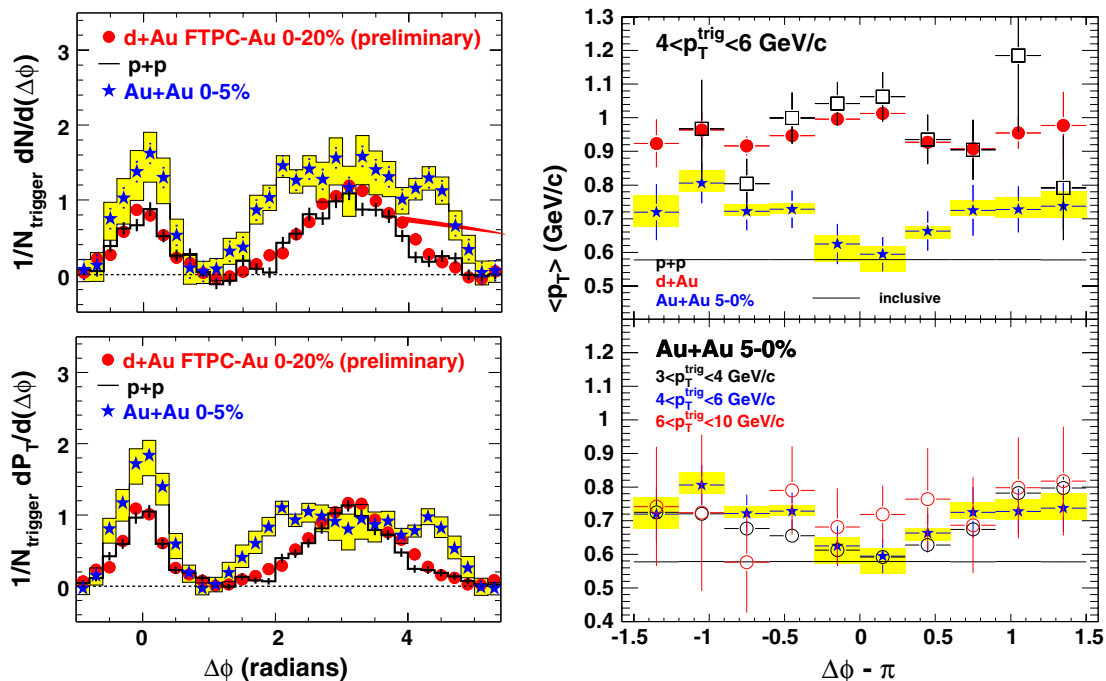 1/N_trigger dN/d(Δϕ)
3
2
1
0
d+Au FTPC-Au 0-20% (preliminary)
p+p
Au+Au 0-5%
1/N_trigger dP_T/d(Δϕ)
3
2
1
0
d+Au FTPC-Au 0-20% (preliminary)
p+p
Au+Au 0-5%
0 2 4
Δϕ (radians)
<p_T> (GeV/c)
1.3
1.2
1.1
1
0.9
0.8
0.7
0.6
0.5
4<p_T^trig<6 GeV/c
p+p
d+Au
Au+Au 5-0%
inclusive
1.2
1.1
1
0.9
0.8
0.7
0.6
0.5
0.4
Au+Au 5-0%
3<p_T^trig<4 GeV/c
4<p_T^trig<6 GeV/c
6<p_T^trig<10 GeV/c
-1.5 -1 -0.5 0 0.5 1 1.5
Δϕ - π